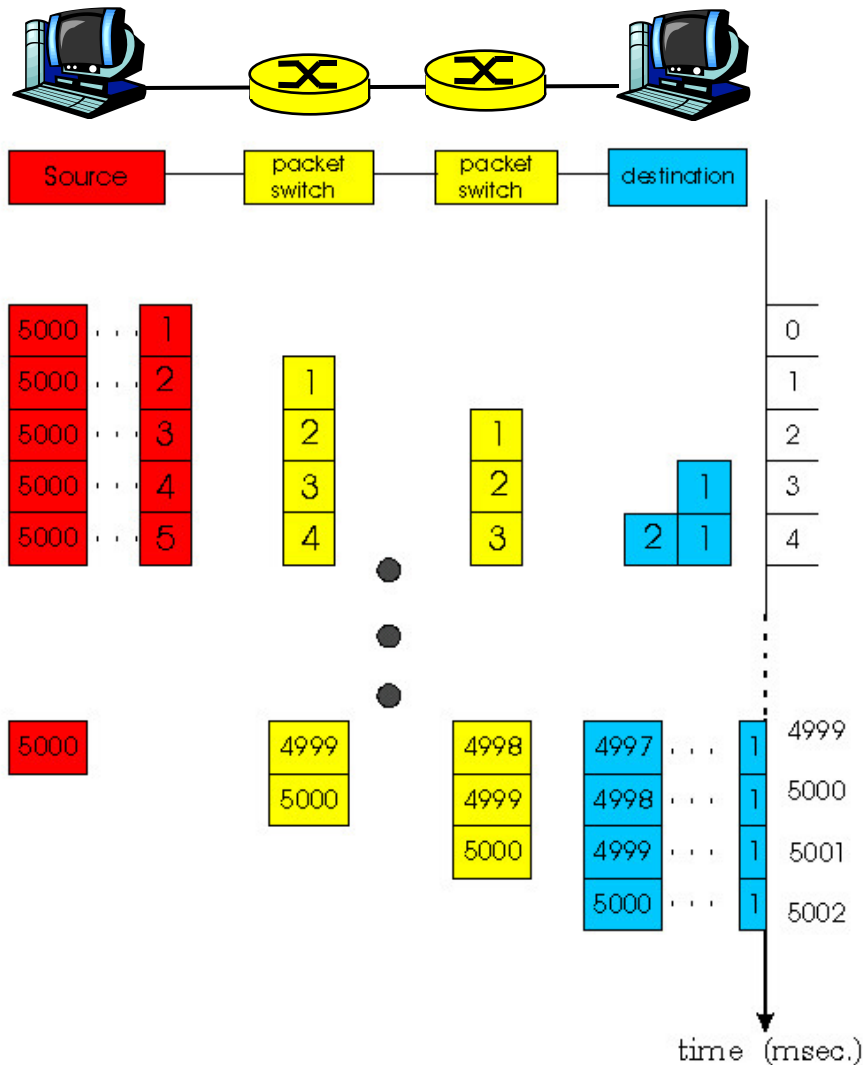 Source
packet
switch
packet
switch
destination
5000 . . . 1
0
5000 . . . 2
1
1
5000 . . . 3
2
1
2
5000 . . . 4
3
2
1
3
5000 . . . 5
4
3
2 1
4
5000
4999
4998
4997 . . . 1
4999
5000
4999
4998 . . . 1
5000
5000
4999 . . . 1
5001
5000 . . . 1
5002
time (msec.)